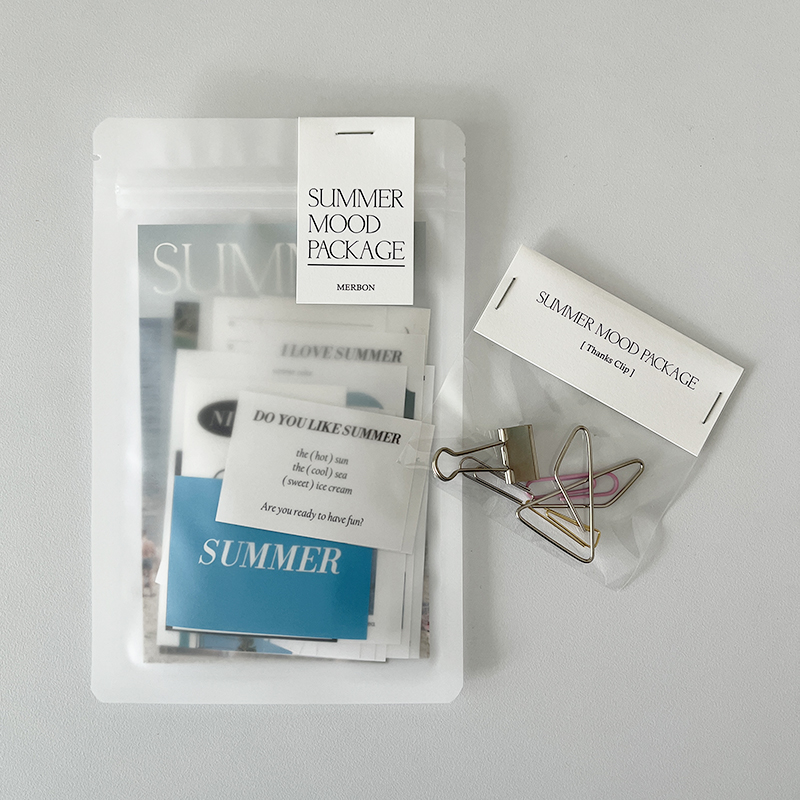 SUMMER
MOOD
PACKAGE
MERBON
SUMM
I LOVE SUMMER
NI
DO YOU LIKE SUMMER
the ( hot ) sun
the ( cool ) sea
( sweet ) ice cream
Are you ready to have fun?
SUMMER
SUMMER MOOD PACKAGE
[ Thanks Clip ]